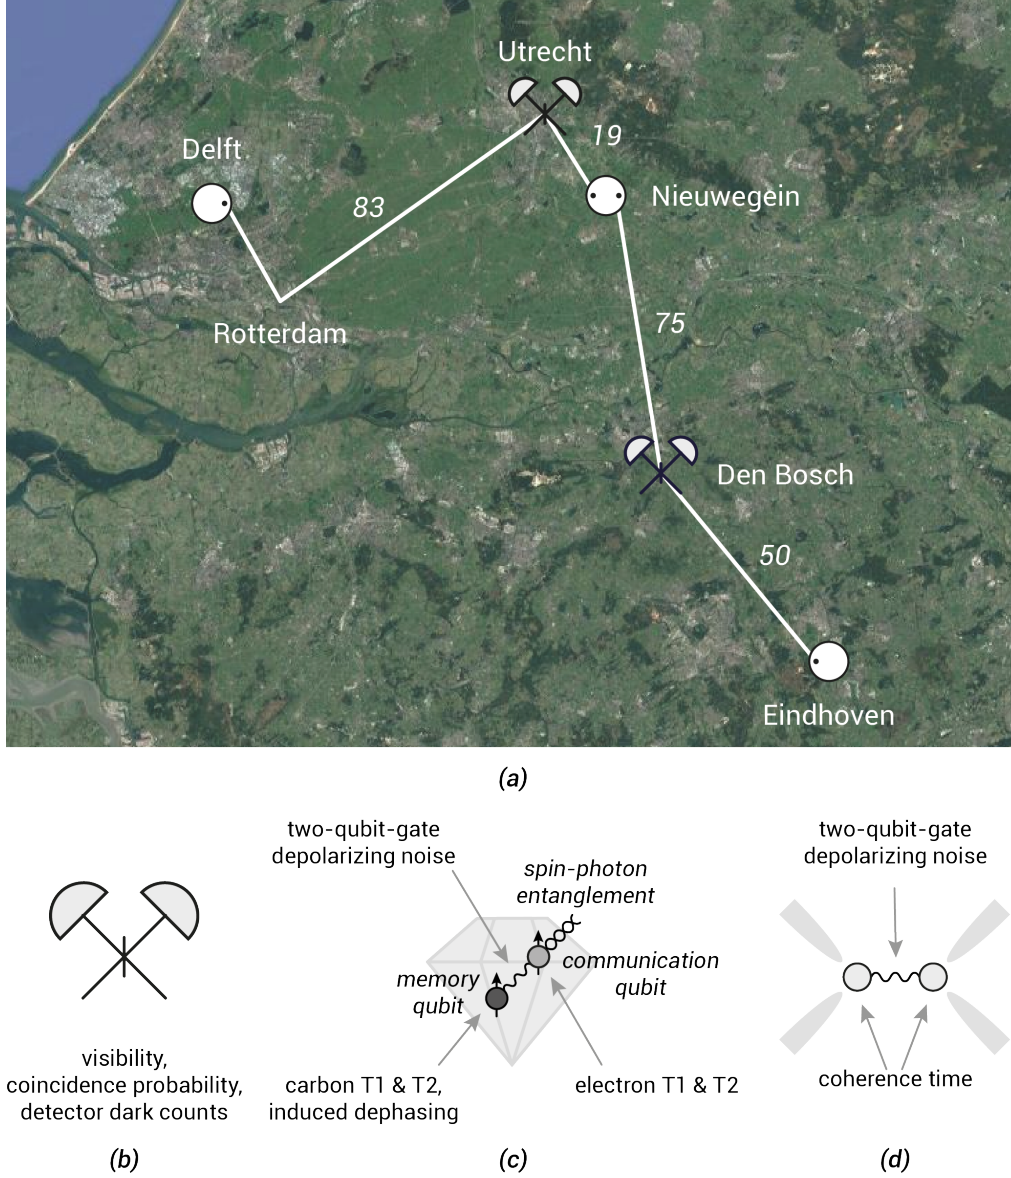 Utrecht
19
Delft
83
Nieuwegein
Rotterdam
75
Den Bosch
50
Eindhoven
(a)
visibility,
coincidence probability,
detector dark counts
(b)
two-qubit-gate
depolarizing noise
spin-photon
entanglement
memory
qubit
communication
qubit
carbon T1 & T2,
induced dephasing
electron T1 & T2
(c)
two-qubit-gate
depolarizing noise
coherence time
(d)